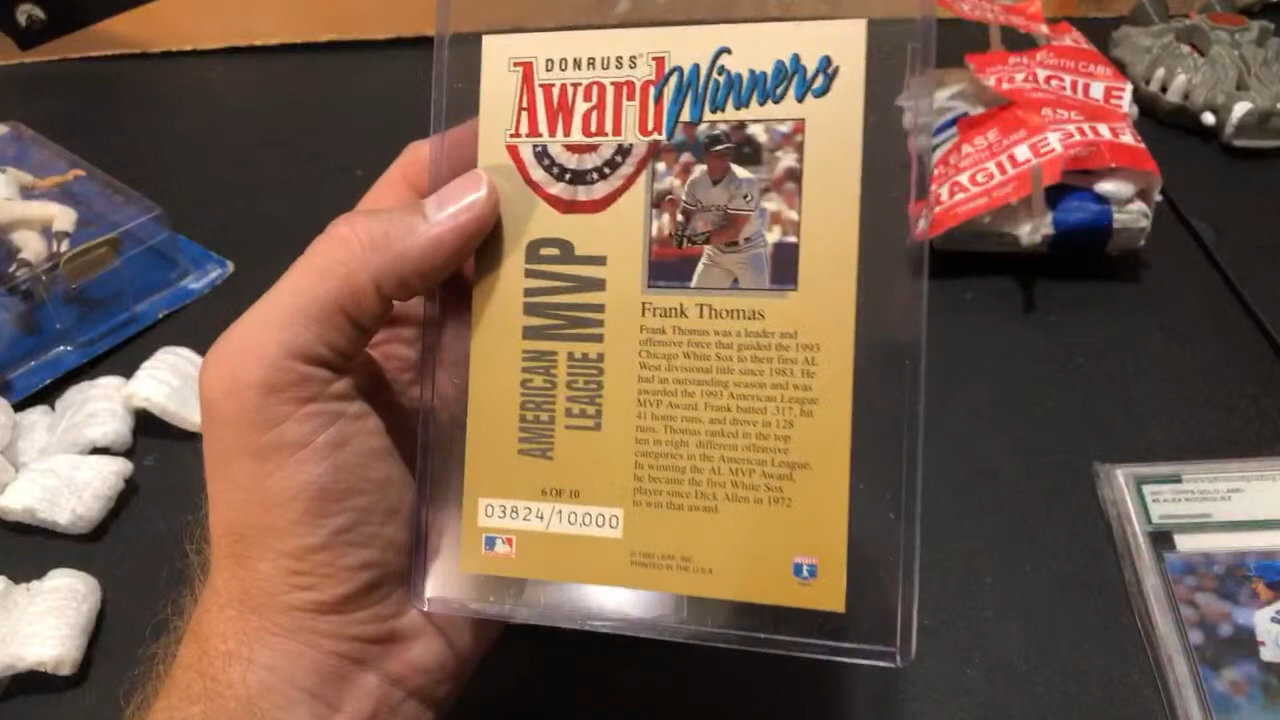 DONRUSS
Award Winners
AMERICAN
LEAGUE MVP
Frank Thomas
Frank Thomas was a leader and
offensive force that guided the 1993
Chicago White Sox to their first AL
West divisional title since 1983. He
had an outstanding season and was
awarded the 1993 American League
MVP Award. Frank batted .317, hit
41 home runs, and drove in 128
runs. Thomas ranked in the top
ten in eight different offensive
categories in the American League.
In winning the AL MVP Award,
he became the first White Sox
player since Dick Allen in 1972
to win that award.
6 OF 10
03824/10,000
LEAF, INC.
PRINTED IN THE U.S.A.
Chicago
WITH CARE
FRAGILE
PLEASE
WITH CARE
FRAGILE
TOPPS GOLD LABEL
ALEX RODRIGUEZ